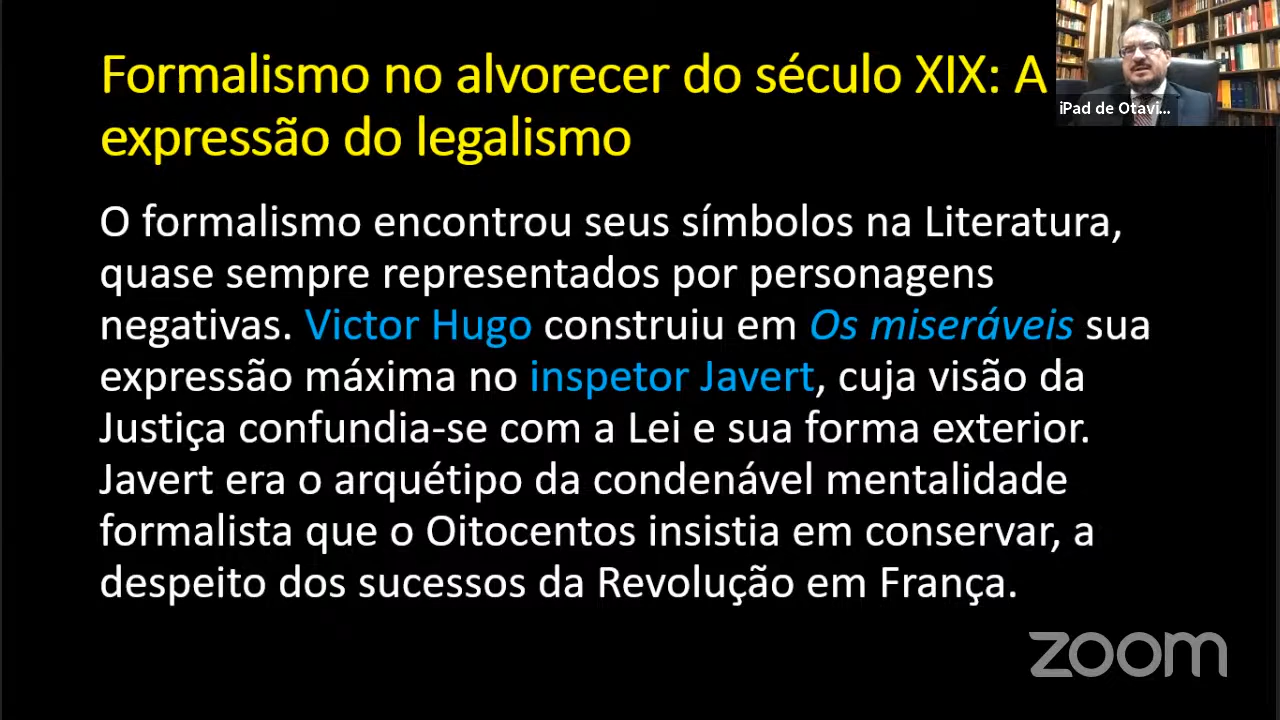 Formalismo no alvorecer do século XIX: A
expressão do legalismo
iPad de Otavi...
O formalismo encontrou seus símbolos na Literatura,
quase sempre representados por personagens
negativas. Victor Hugo construiu em Os miseráveis sua
expressão máxima no inspetor Javert, cuja visão da
Justiça confundia-se com a Lei e sua forma exterior.
Javert era o arquétipo da condenável mentalidade
formalista que o Oitocentos insistia em conservar, a
despeito dos sucessos da Revolução em França.
zoom